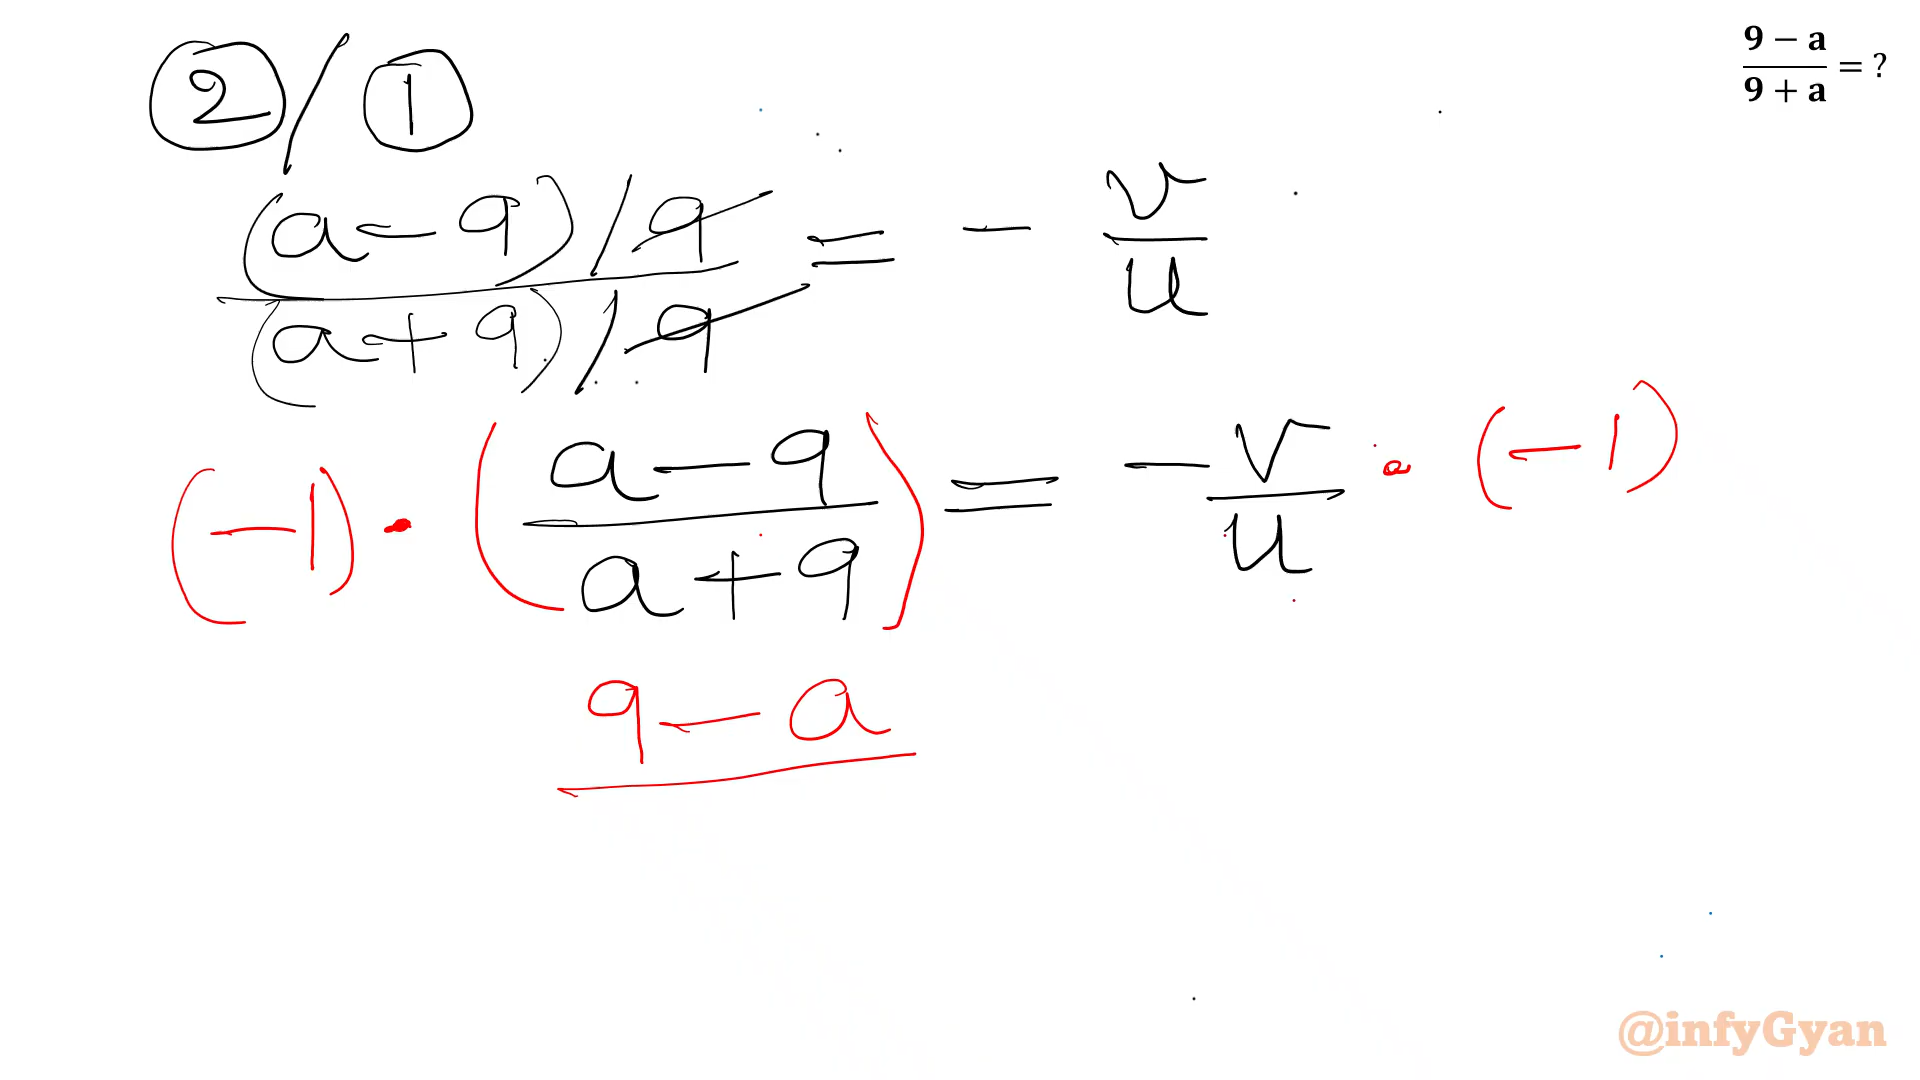 9 − a
9 + a = ?
2 / 1
(a − 9) / 9
(a + 9) / 9 = − v / u
(−1) · (a − 9 / a + 9) = − v / u · (−1)
9 − a
@infyGyan